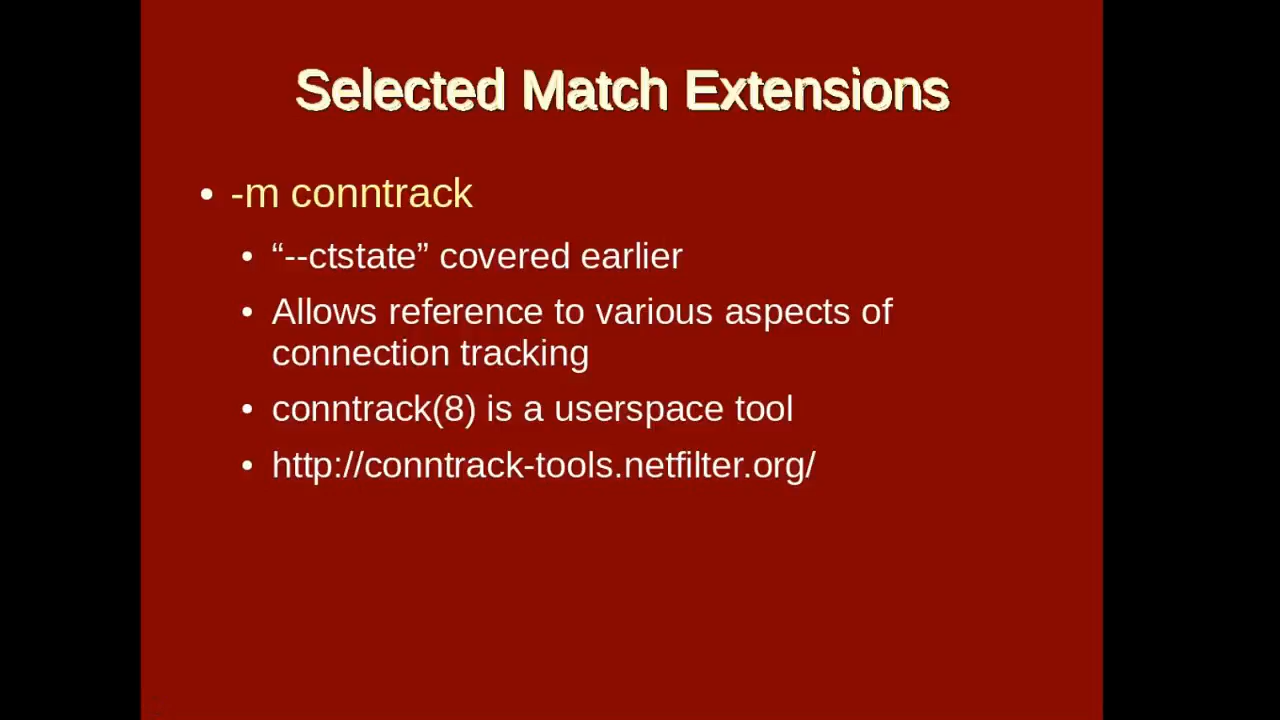 Selected Match Extensions
• -m conntrack
• “--ctstate” covered earlier
• Allows reference to various aspects of
connection tracking
• conntrack(8) is a userspace tool
• http://conntrack-tools.netfilter.org/